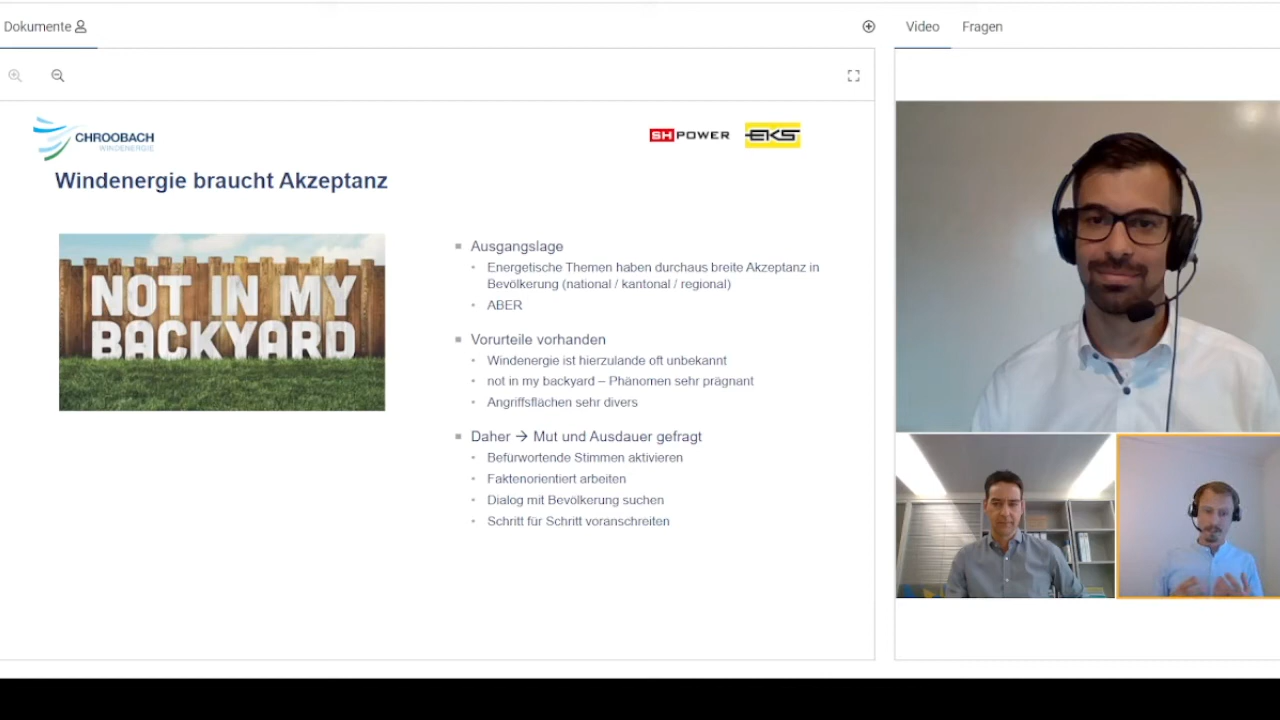 Dokumente
Video
Fragen
CHROOBACH
WINDENERGIE
SH POWER
EKS
Windenergie braucht Akzeptanz
NOT IN MY
BACKYARD
Ausgangslage
Energetische Themen haben durchaus breite Akzeptanz in
Bevölkerung (national / kantonal / regional)
ABER
Vorurteile vorhanden
Windenergie ist hierzulande oft unbekannt
not in my backyard – Phänomen sehr prägnant
Angriffsflächen sehr divers
Daher → Mut und Ausdauer gefragt
Befürwortende Stimmen aktivieren
Faktenorientiert arbeiten
Dialog mit Bevölkerung suchen
Schritt für Schritt voranschreiten